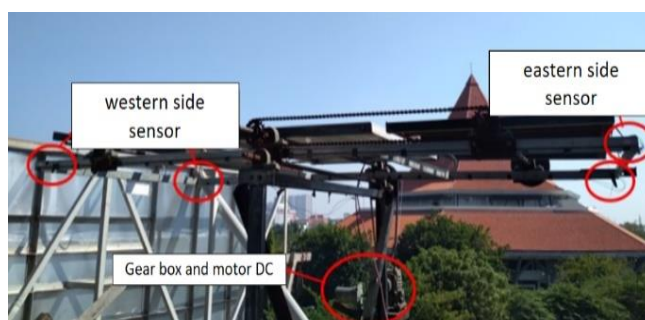 western side
sensor
eastern side
sensor
Gear box and motor DC